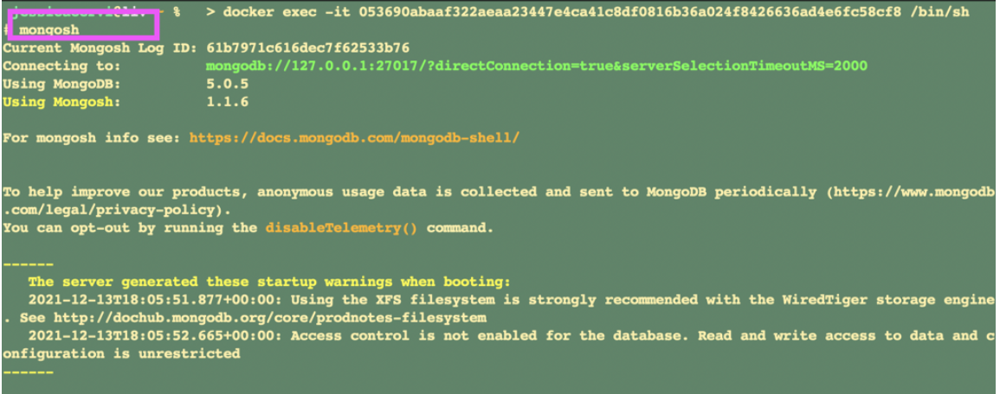 % > docker exec -it 053690abaaf322aeaa23447e4ca41c8df0816b36a024f8426636ad4e6fc58cf8 /bin/sh
# mongosh
Current Mongosh Log ID: 61b7971c616dec7f62533b76
Connecting to: mongodb://127.0.0.1:27017/?directConnection=true&serverSelectionTimeoutMS=2000
Using MongoDB: 5.0.5
Using Mongosh: 1.1.6
For mongosh info see: https://docs.mongodb.com/mongodb-shell/
To help improve our products, anonymous usage data is collected and sent to MongoDB periodically (https://www.mongodb
.com/legal/privacy-policy).
You can opt-out by running the disableTelemetry() command.
------
The server generated these startup warnings when booting:
2021-12-13T18:05:51.877+00:00: Using the XFS filesystem is strongly recommended with the WiredTiger storage engine
. See http://dochub.mongodb.org/core/prodnotes-filesystem
2021-12-13T18:05:52.665+00:00: Access control is not enabled for the database. Read and write access to data and c
onfiguration is unrestricted
------